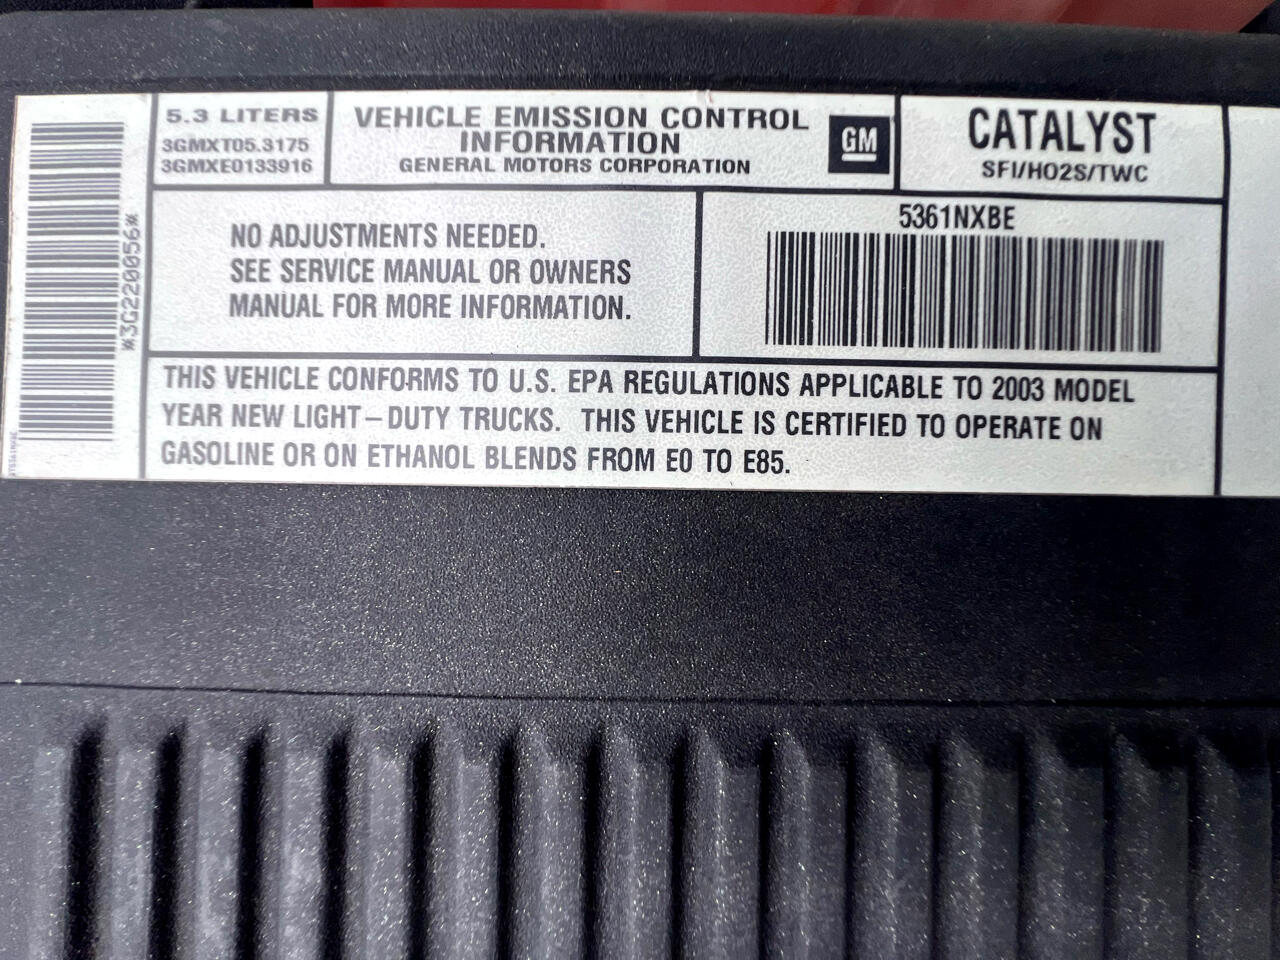 *3G220056*
5.3 LITERS
3GMXT05.3175
3GMXE0133916
VEHICLE EMISSION CONTROL
INFORMATION
GENERAL MOTORS CORPORATION
GM
CATALYST
SFI/HO2S/TWC
NO ADJUSTMENTS NEEDED.
SEE SERVICE MANUAL OR OWNERS
MANUAL FOR MORE INFORMATION.
5361NXBE
THIS VEHICLE CONFORMS TO U.S. EPA REGULATIONS APPLICABLE TO 2003 MODEL
YEAR NEW LIGHT–DUTY TRUCKS. THIS VEHICLE IS CERTIFIED TO OPERATE ON
GASOLINE OR ON ETHANOL BLENDS FROM E0 TO E85.